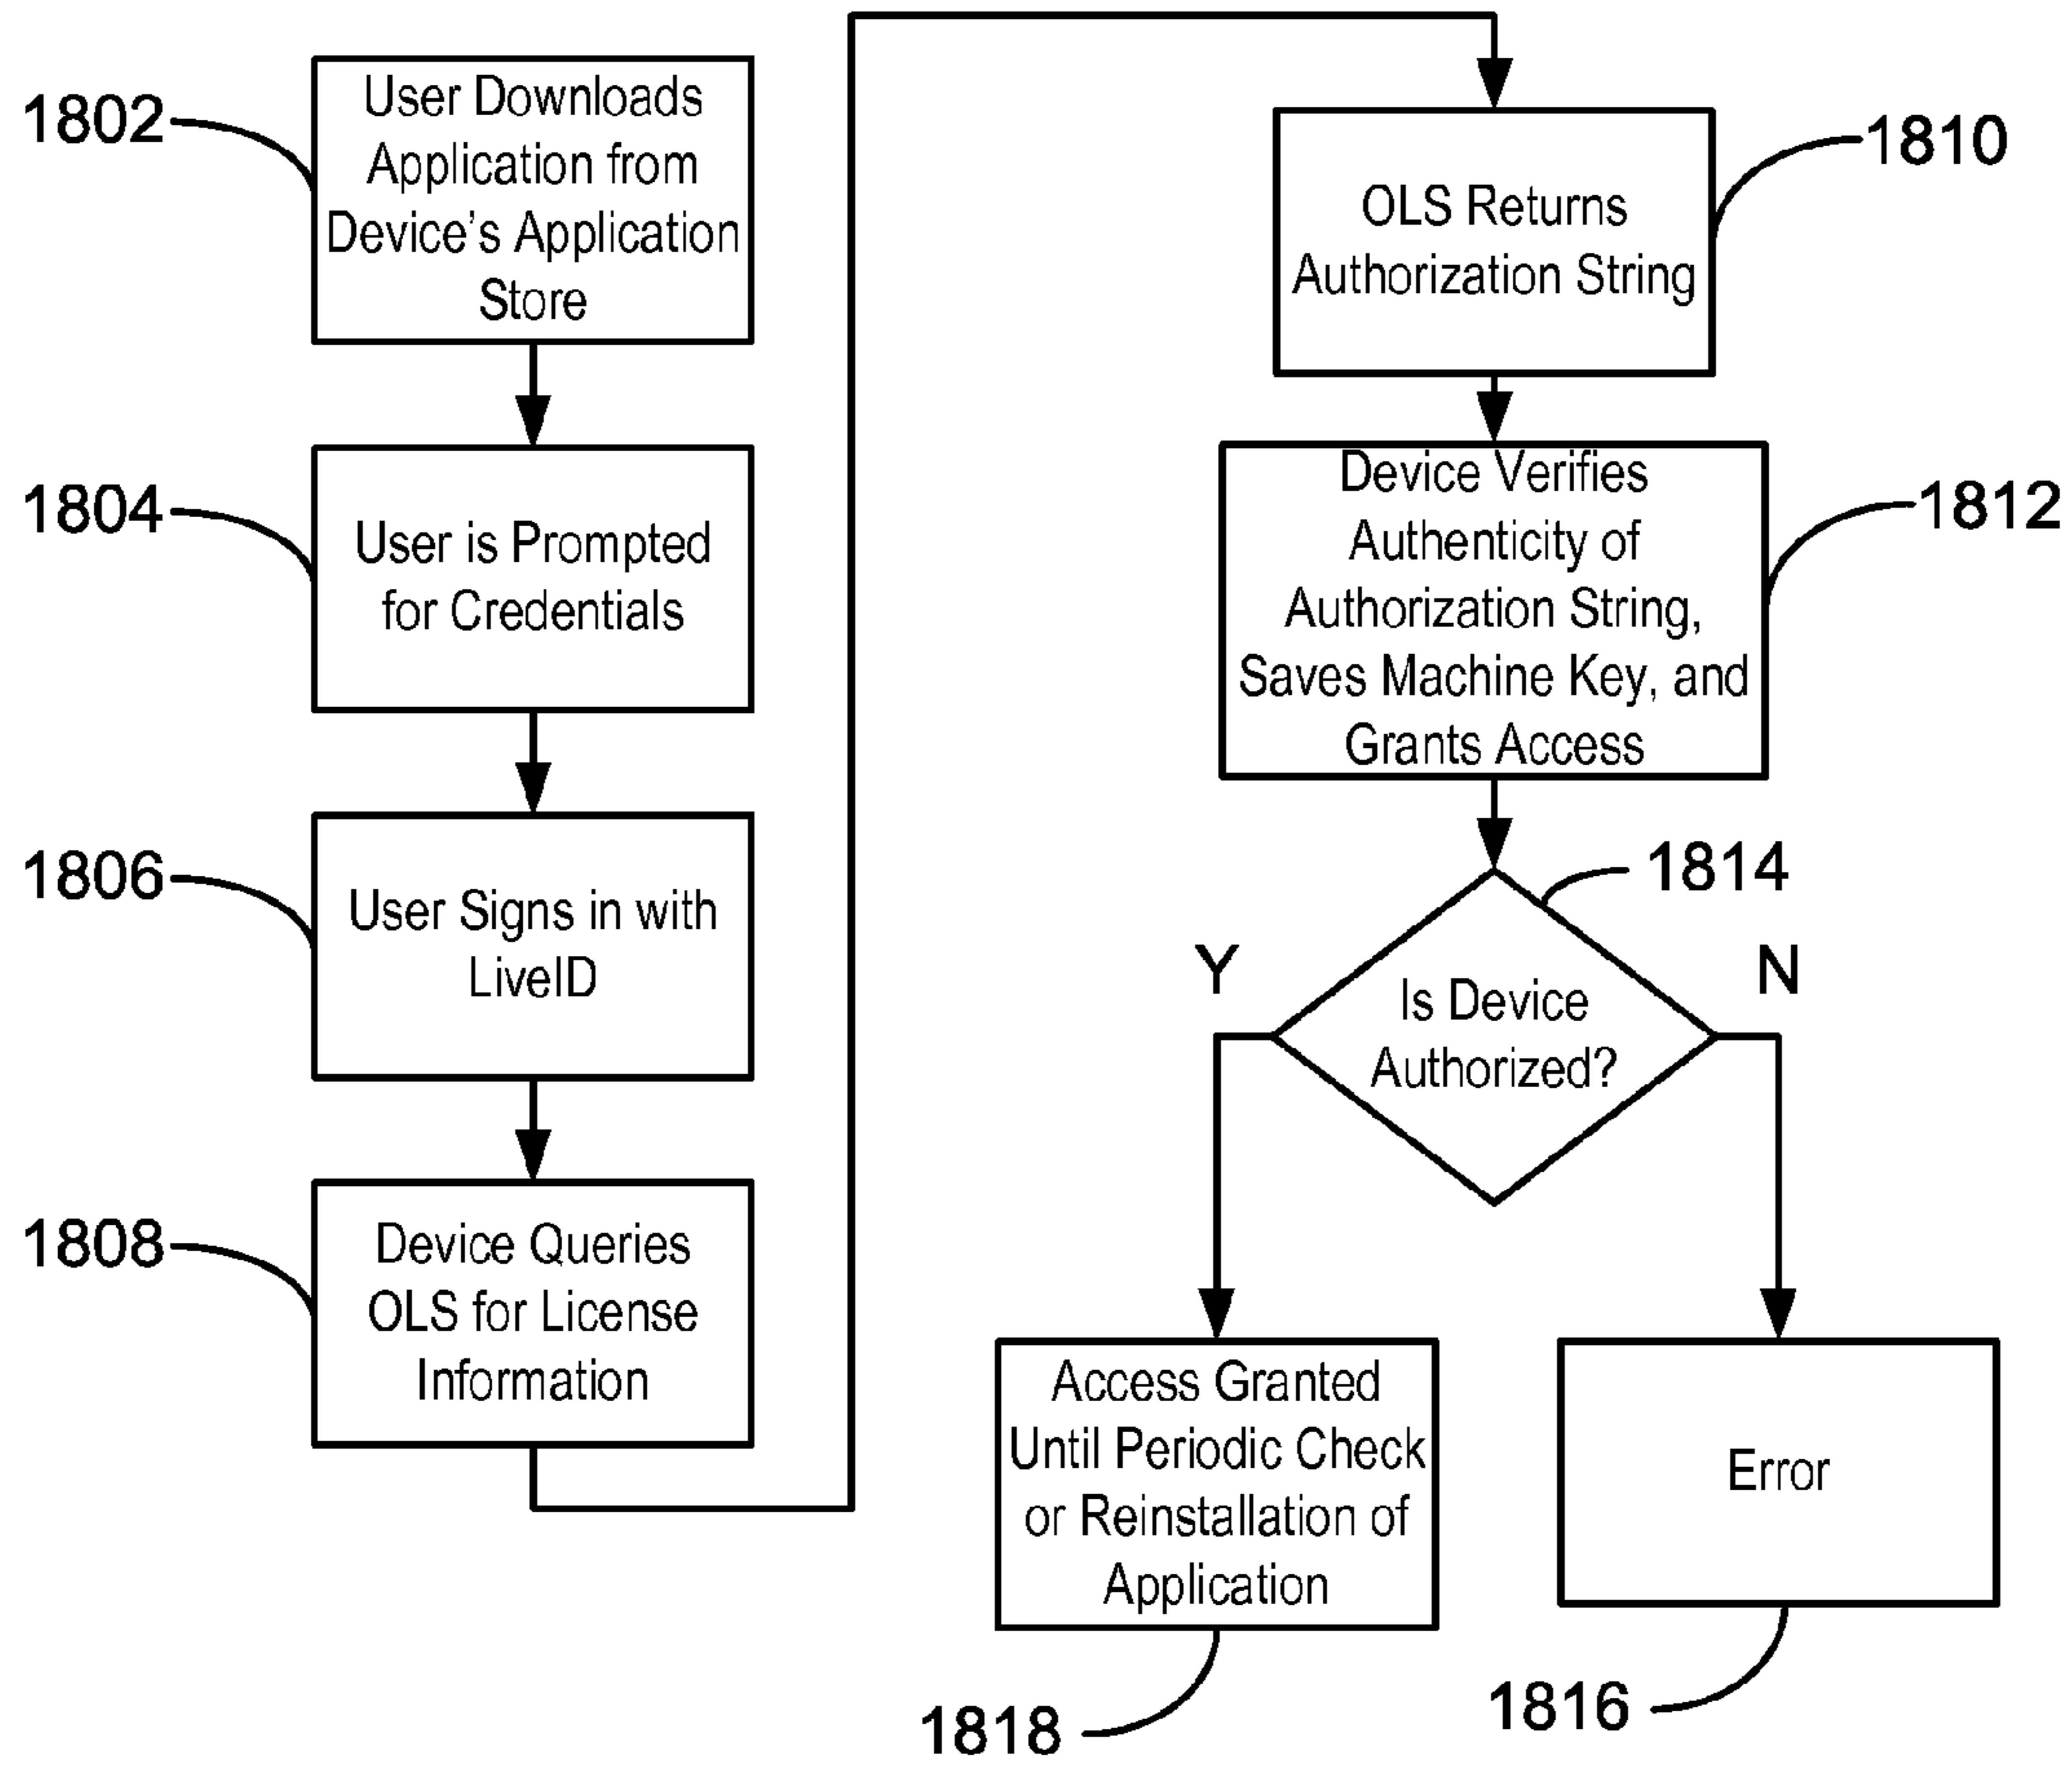 1802
User Downloads
Application from
Device's Application
Store
1804
User is Prompted
for Credentials
1806
User Signs in with
LiveID
1808
Device Queries
OLS for License
Information
1810
OLS Returns
Authorization String
1812
Device Verifies
Authenticity of
Authorization String,
Saves Machine Key, and
Grants Access
1814
Is Device
Authorized?
Y
N
Access Granted
Until Periodic Check
or Reinstallation of
Application
1818
Error
1816